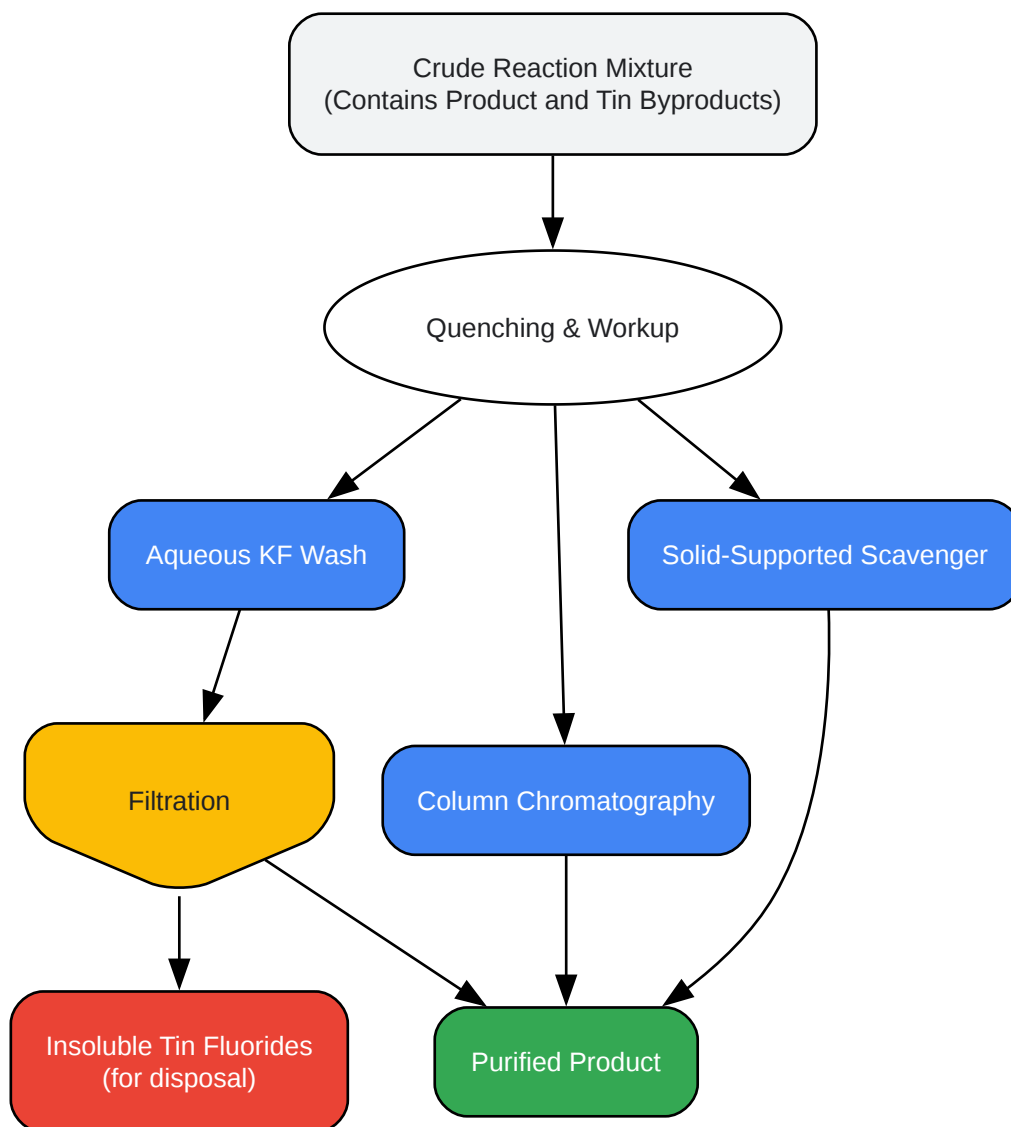 Crude Reaction Mixture
(Contains Product and Tin Byproducts)
Quenching & Workup
Aqueous KF Wash
Solid-Supported Scavenger
Filtration
Column Chromatography
Insoluble Tin Fluorides
(for disposal)
Purified Product